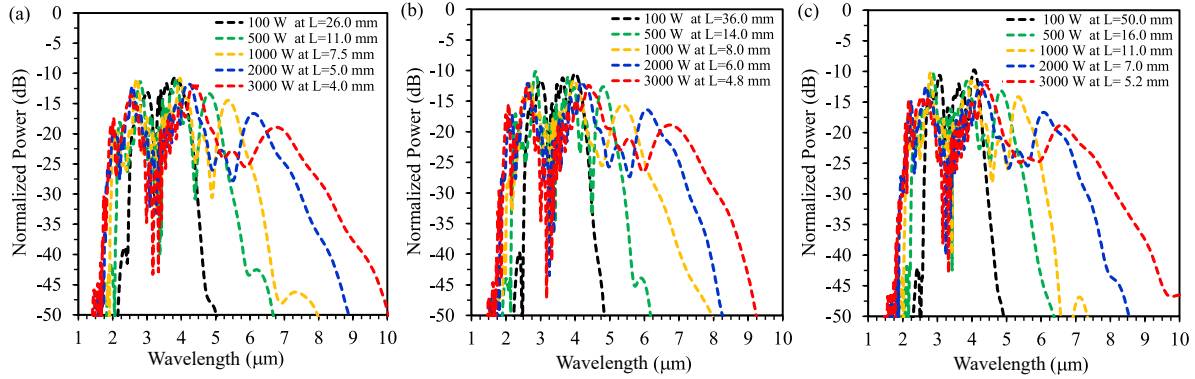 (a)
0
-5
-10
-15
-20
-25
-30
-35
-40
-45
-50
Normalized Power (dB)
100 W at L=26.0 mm
500 W at L=11.0 mm
1000 W at L=7.5 mm
2000 W at L=5.0 mm
3000 W at L=4.0 mm
1 2 3 4 5 6 7 8 9 10
Wavelength (μm)
(b)
0
-5
-10
-15
-20
-25
-30
-35
-40
-45
-50
Normalized Power (dB)
100 W at L=36.0 mm
500 W at L=14.0 mm
1000 W at L=8.0 mm
2000 W at L=6.0 mm
3000 W at L=4.8 mm
1 2 3 4 5 6 7 8 9 10
Wavelength (μm)
(c)
0
-5
-10
-15
-20
-25
-30
-35
-40
-45
-50
Normalized Power (dB)
100 W at L=50.0 mm
500 W at L=16.0 mm
1000 W at L=11.0 mm
2000 W at L= 7.0 mm
3000 W at L= 5.2 mm
1 2 3 4 5 6 7 8 9 10
Wavelength (μm)